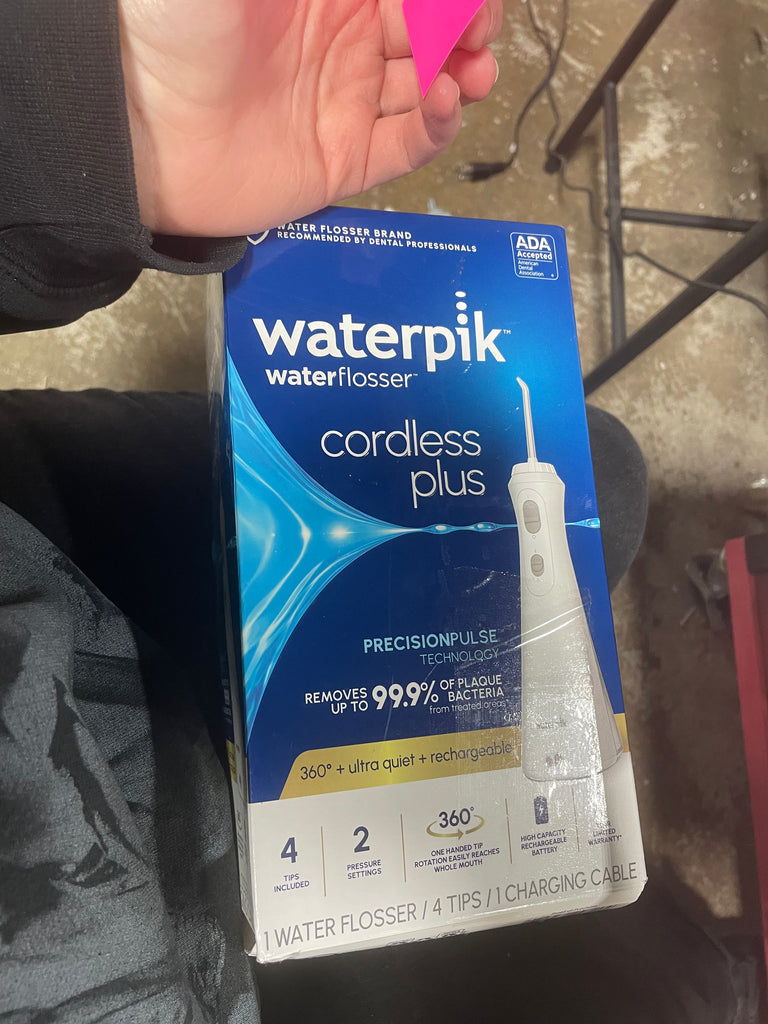 WATER FLOSSER BRAND
RECOMMENDED BY DENTAL PROFESSIONALS
ADA
Accepted
American
Dental
Association
waterpik™
waterflosser™
cordless
plus
PRECISIONPULSE™
TECHNOLOGY
REMOVES
UP TO 99.9% OF PLAQUE
BACTERIA
from treated areas
360° + ultra quiet + rechargeable
4
TIPS
INCLUDED
2
PRESSURE
SETTINGS
360°
ONE HANDED TIP
ROTATION EASILY REACHES
WHOLE MOUTH
HIGH CAPACITY
RECHARGEABLE
BATTERY
LIMITED
WARRANTY*
1 WATER FLOSSER / 4 TIPS / 1 CHARGING CABLE